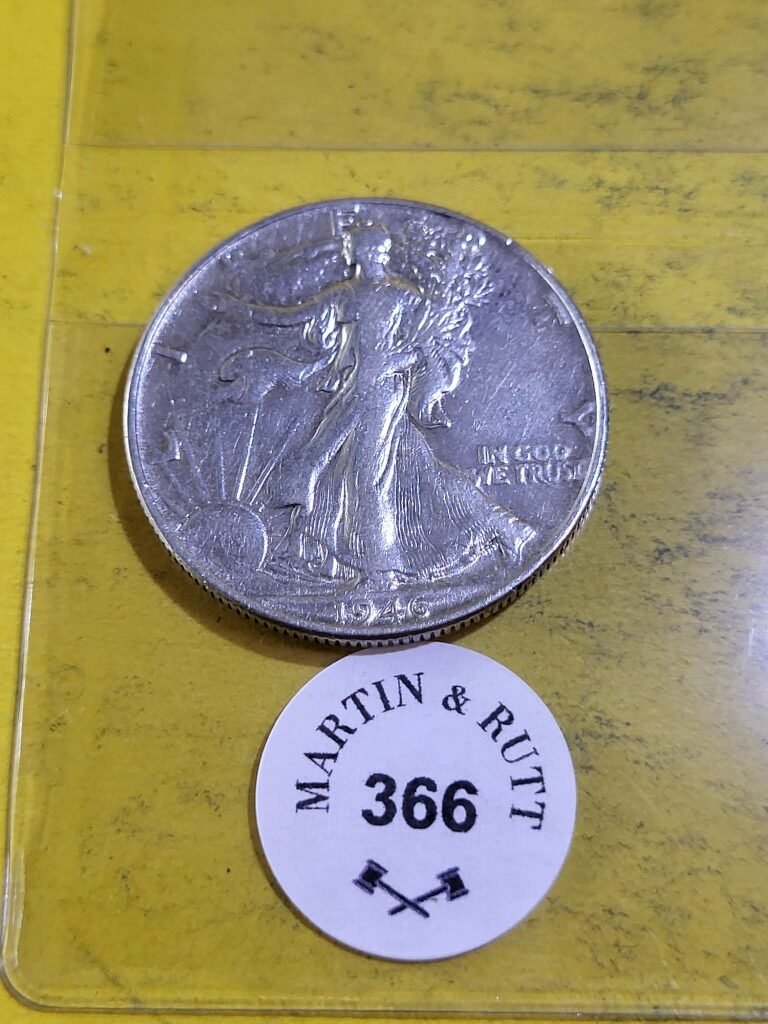 L I B E R T Y
IN GOD
WE TRUST
1946
MARTIN & RUTT
366